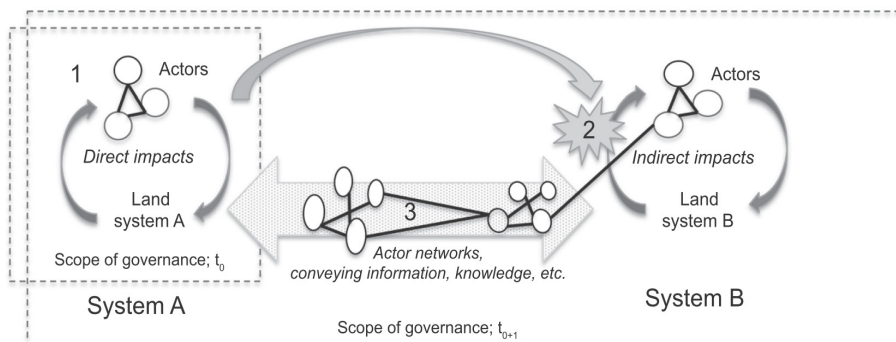 1
Actors
Direct impacts
Land
system A
Scope of governance; t0
System A
2
Actors
Indirect impacts
Land
system B
System B
3
Actor networks,
conveying information, knowledge, etc.
Scope of governance; t0+1